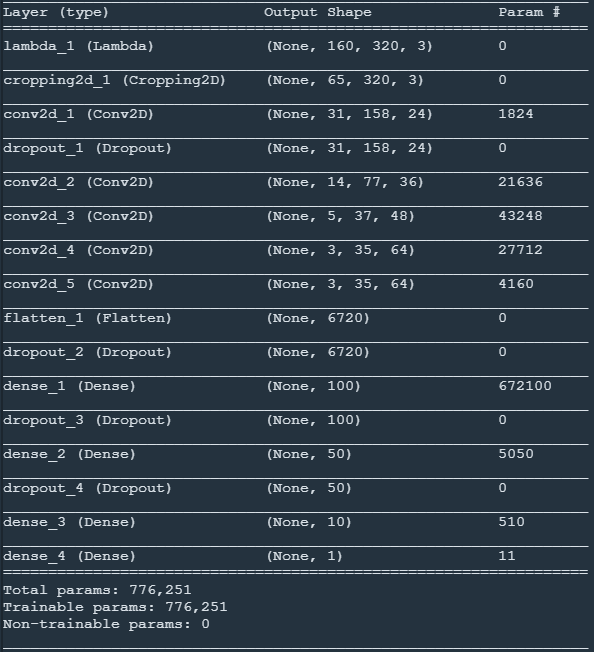 Layer (type) Output Shape Param #
lambda_1 (Lambda) (None, 160, 320, 3) 0
cropping2d_1 (Cropping2D) (None, 65, 320, 3) 0
conv2d_1 (Conv2D) (None, 31, 158, 24) 1824
dropout_1 (Dropout) (None, 31, 158, 24) 0
conv2d_2 (Conv2D) (None, 14, 77, 36) 21636
conv2d_3 (Conv2D) (None, 5, 37, 48) 43248
conv2d_4 (Conv2D) (None, 3, 35, 64) 27712
conv2d_5 (Conv2D) (None, 3, 35, 64) 4160
flatten_1 (Flatten) (None, 6720) 0
dropout_2 (Dropout) (None, 6720) 0
dense_1 (Dense) (None, 100) 672100
dropout_3 (Dropout) (None, 100) 0
dense_2 (Dense) (None, 50) 5050
dropout_4 (Dropout) (None, 50) 0
dense_3 (Dense) (None, 10) 510
dense_4 (Dense) (None, 1) 11
Total params: 776,251
Trainable params: 776,251
Non-trainable params: 0